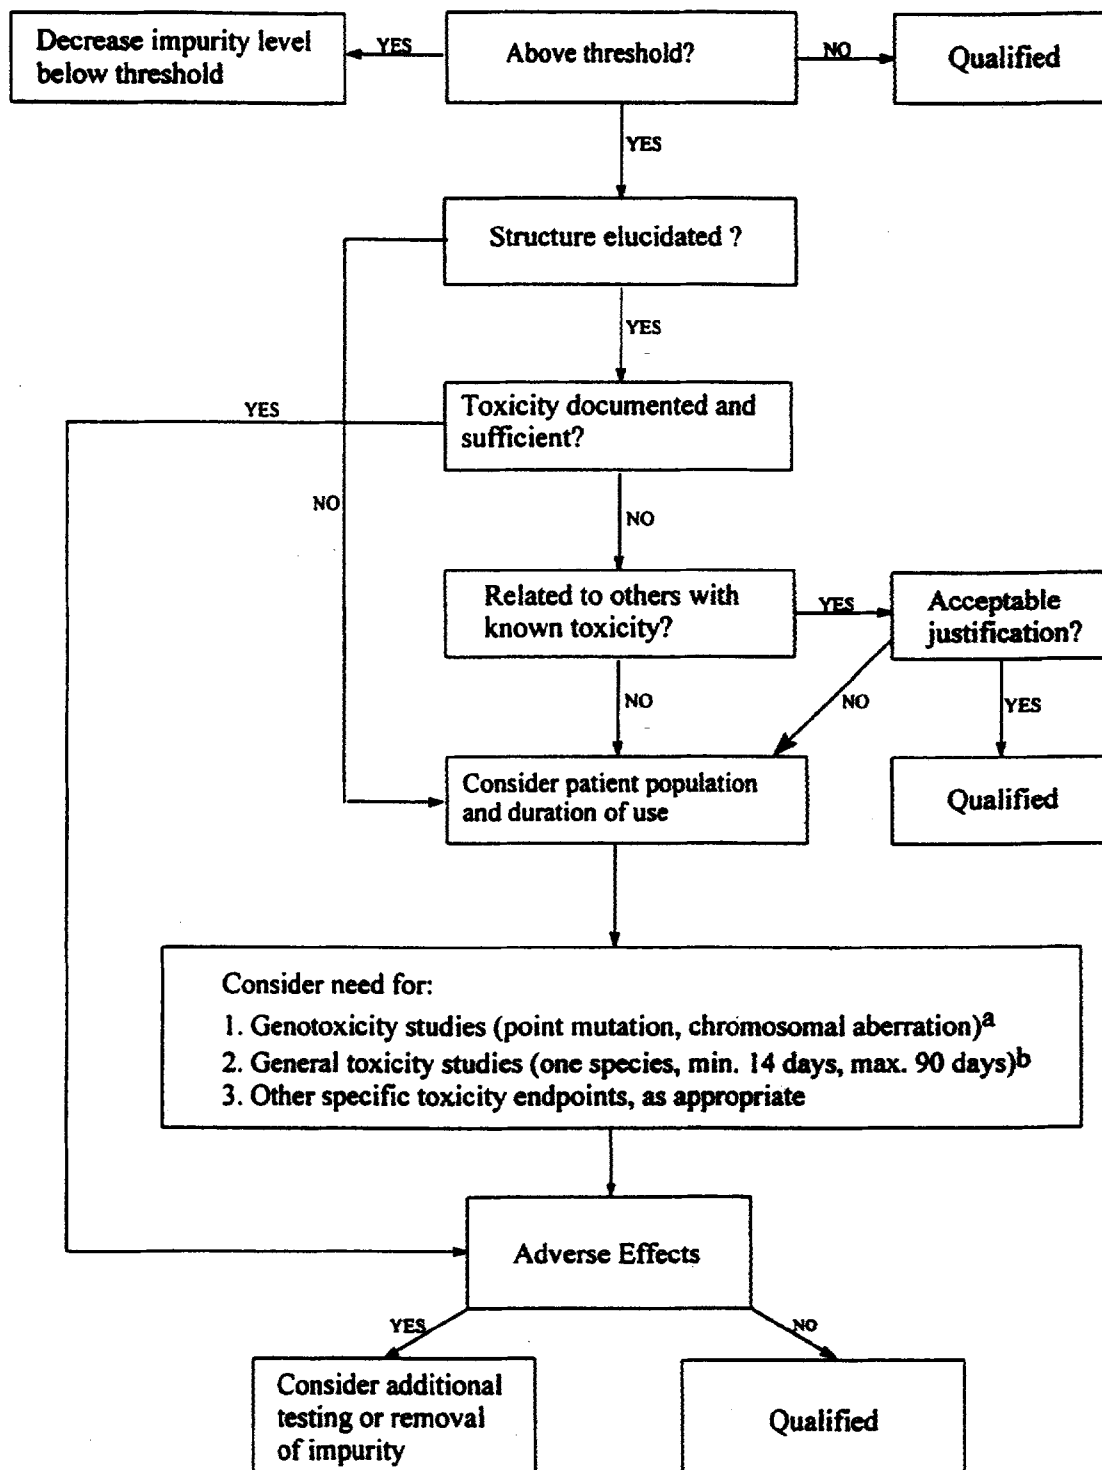 Decrease impurity level
below threshold
YES
Above threshold?
NO
Qualified
YES
Structure elucidated ?
YES
Toxicity documented and
sufficient?
YES
NO
NO
Related to others with
known toxicity?
YES
Acceptable
justification?
NO
NO
YES
Consider patient population
and duration of use
Qualified
Consider need for:
1. Genotoxicity studies (point mutation, chromosomal aberration)a
2. General toxicity studies (one species, min. 14 days, max. 90 days)b
3. Other specific toxicity endpoints, as appropriate
Adverse Effects
YES
NO
Consider additional
testing or removal
of impurity
Qualified